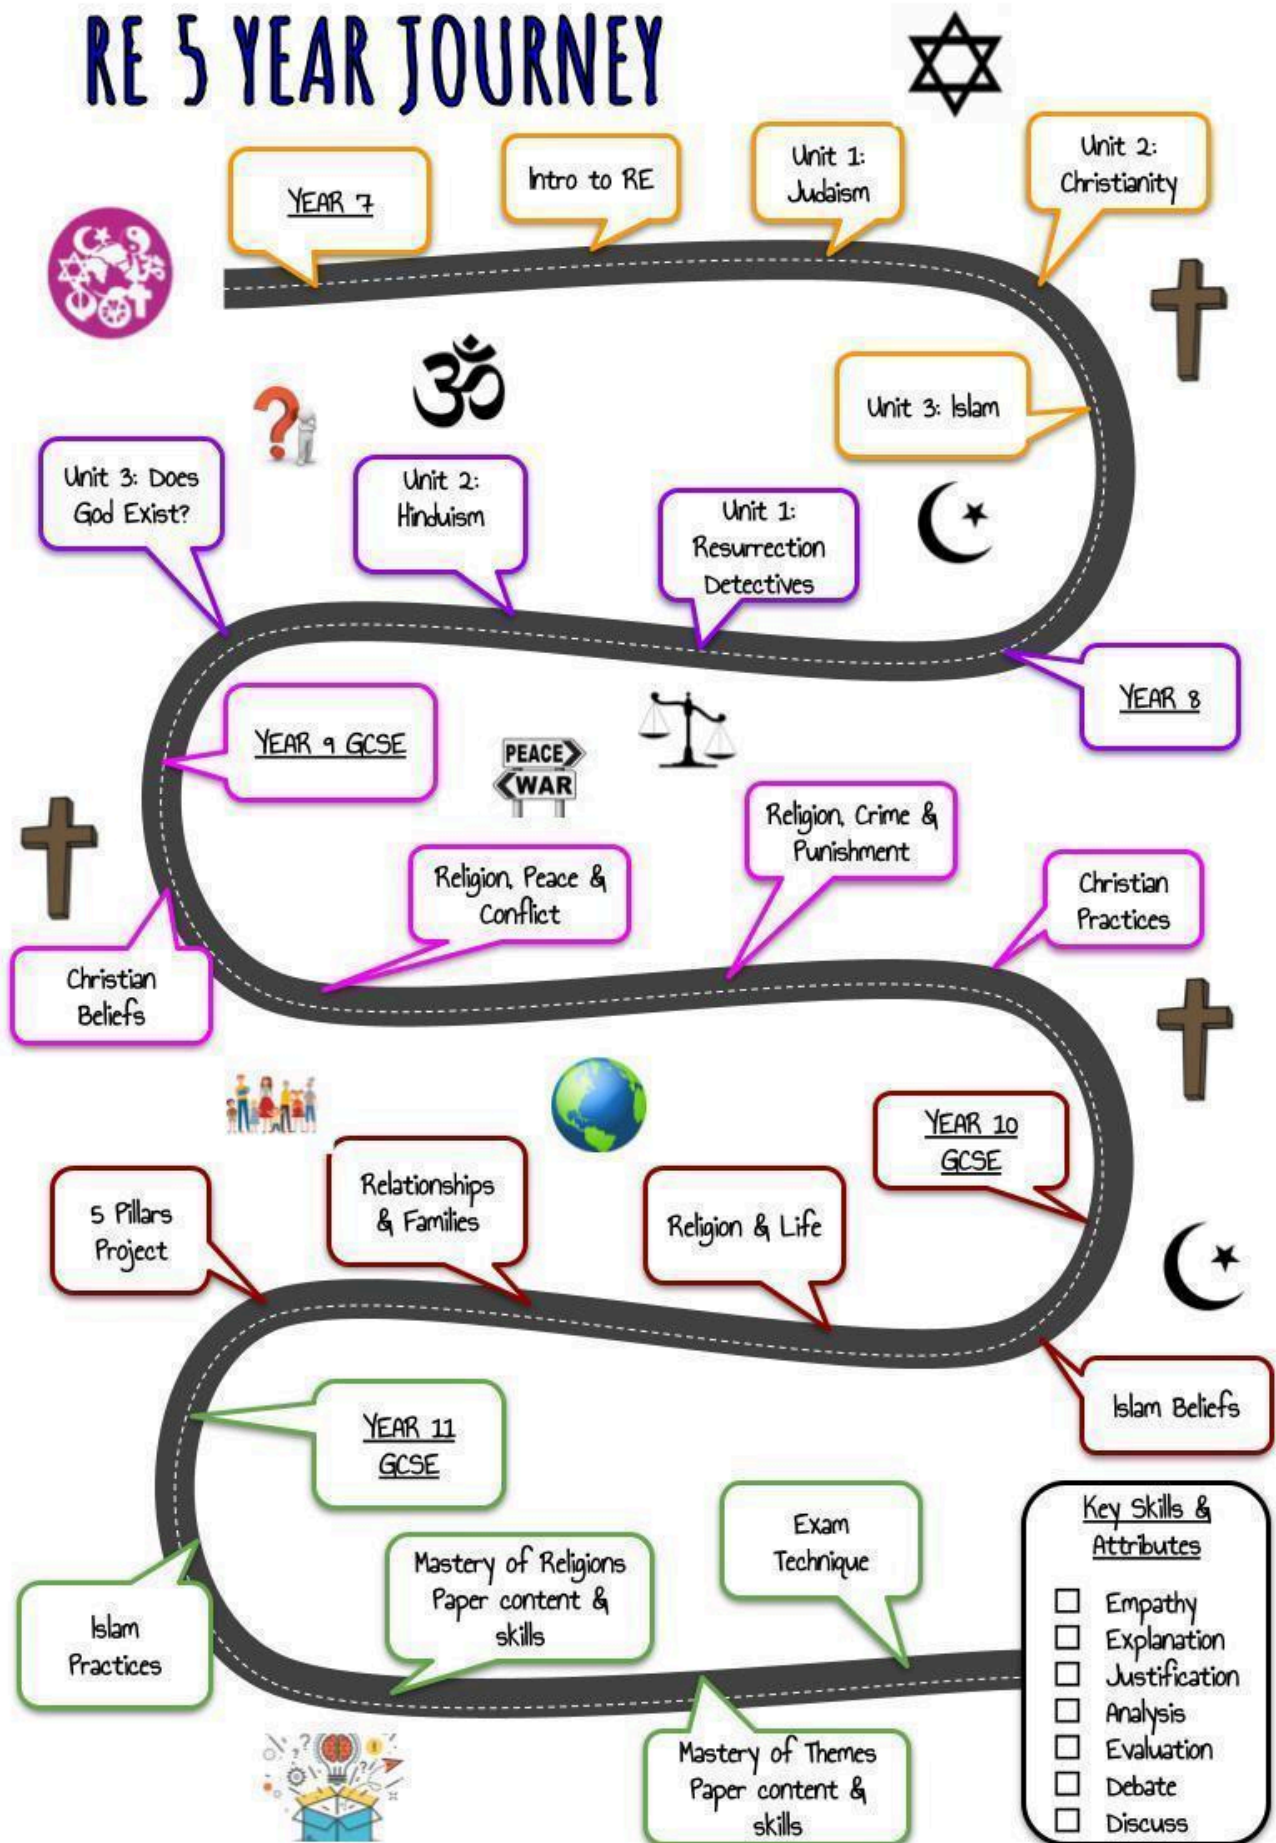 RE 5 YEAR JOURNEY
YEAR 7
Intro to RE
Unit 1:
Judaism
Unit 2:
Christianity
Unit 3: Islam
YEAR 8
Unit 1:
Resurrection
Detectives
Unit 2:
Hinduism
Unit 3: Does
God Exist?
YEAR 9 GCSE
Christian
Beliefs
PEACE
WAR
Religion, Peace &
Conflict
Religion, Crime &
Punishment
Christian
Practices
YEAR 10
GCSE
Islam Beliefs
Religion & Life
Relationships
& Families
5 Pillars
Project
YEAR 11
GCSE
Islam
Practices
Mastery of Religions
Paper content &
skills
Mastery of Themes
Paper content &
skills
Exam
Technique
Key Skills &
Attributes
Empathy
Explanation
Justification
Analysis
Evaluation
Debate
Discuss